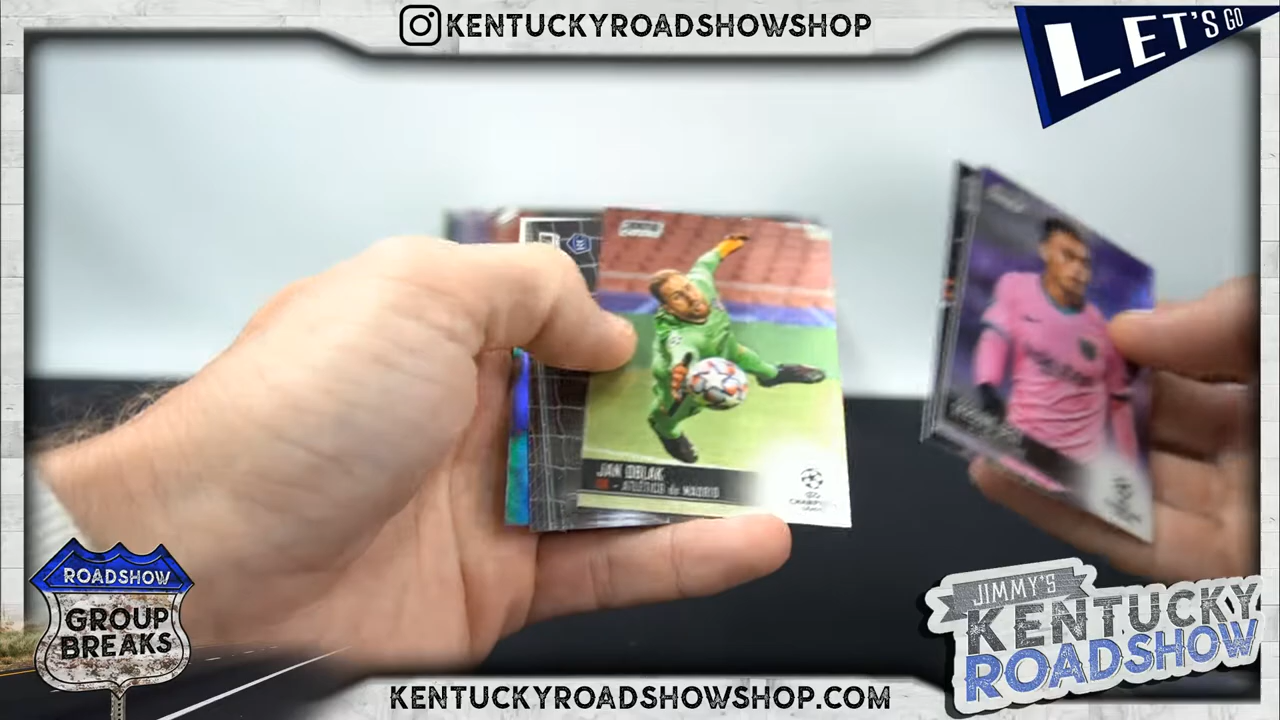 KENTUCKYROADSHOWSHOP
LET'S GO
JAN OBLAK
ATLÉTICO de MADRID
ROADSHOW
GROUP
BREAKS
JIMMY'S
KENTUCKY
ROADSHOW
KENTUCKYROADSHOWSHOP.COM